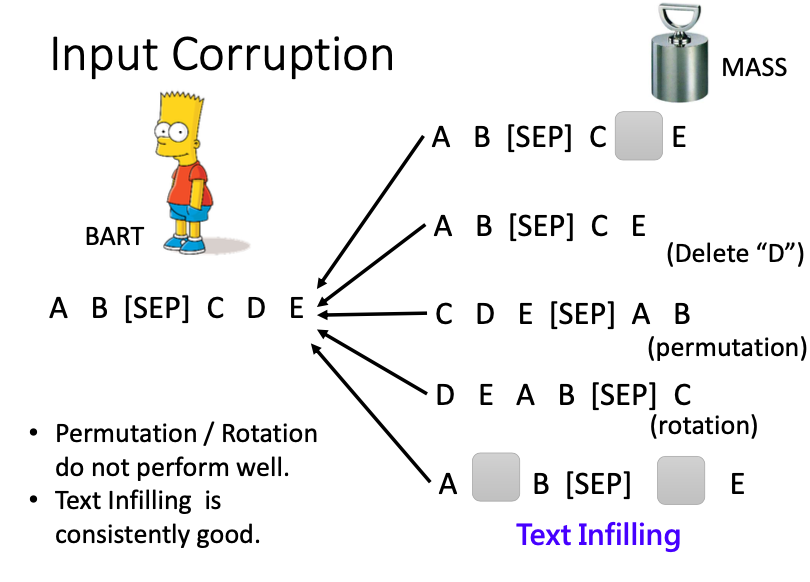 Input Corruption
MASS
A B [SEP] C E
BART
A B [SEP] C E
(Delete “D”)
A B [SEP] C D E
C D E [SEP] A B
(permutation)
D E A B [SEP] C
(rotation)
• Permutation / Rotation
do not perform well.
• Text Infilling is
consistently good.
A B [SEP] E
Text Infilling